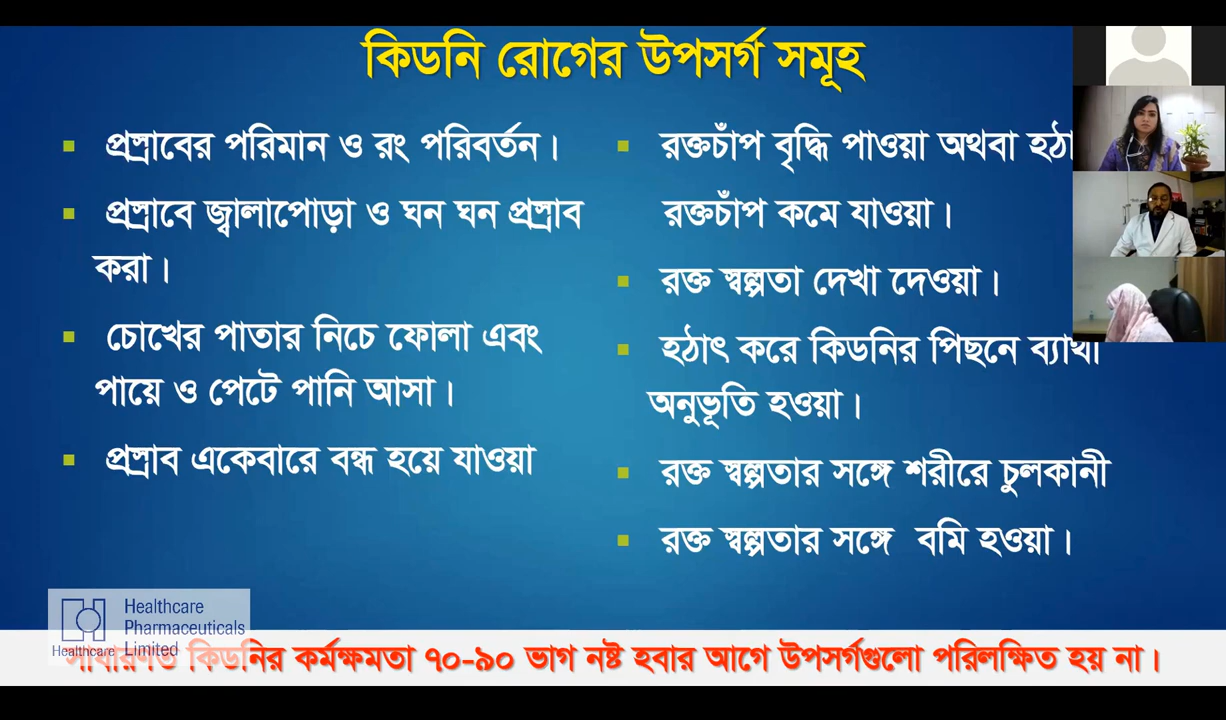 কিডনি রোগের উপসর্গ সমূহ
প্রস্রাবের পরিমান ও রং পরিবর্তন।
প্রস্রাবে জ্বালাপোড়া ও ঘন ঘন প্রস্রাব
করা।
চোখের পাতার নিচে ফোলা এবং
পায়ে ও পেটে পানি আসা।
প্রস্রাব একেবারে বন্ধ হয়ে যাওয়া
রক্তচাঁপ বৃদ্ধি পাওয়া অথবা
রক্তচাঁপ কমে যাওয়া।
রক্ত স্বল্পতা দেখা দেওয়া।
হঠাৎ করে কিডনির পিছনে ব্যাথা
অনুভূতি হওয়া।
রক্ত স্বল্পতার সঙ্গে শরীরে চুলকানী
রক্ত স্বল্পতার সঙ্গে বমি হওয়া।
Healthcare
Pharmaceuticals
Limited
Healthcare
সাধারণত কিডনির কর্মক্ষমতা ৭০-৯০ ভাগ নষ্ট হবার আগে উপসর্গগুলো পরিলক্ষিত হয় না।